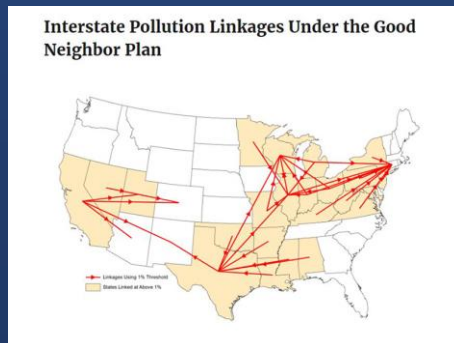 Interstate Pollution Linkages Under the Good
Neighbor Plan
Linkages Using 1% Threshold
States Linked at Above 1%